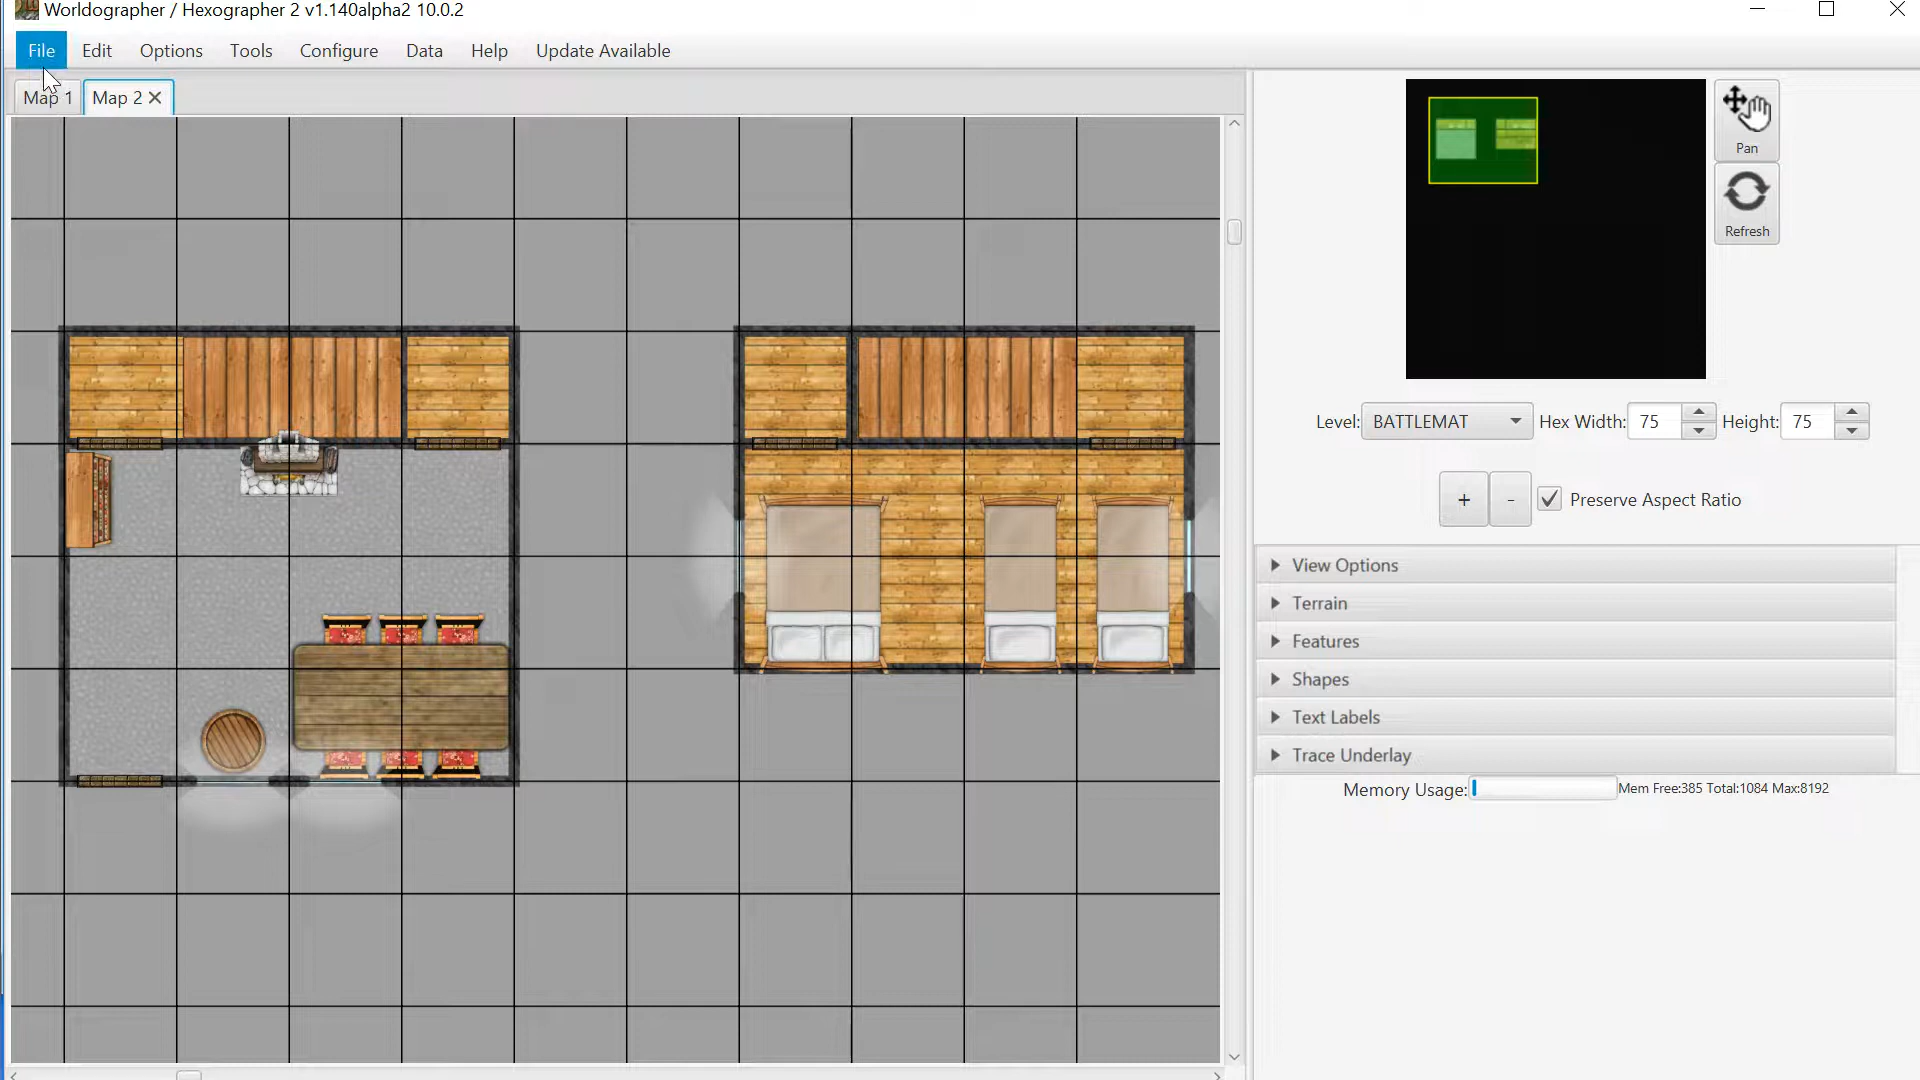 Worldographer / Hexographer 2 v1.140alpha2 10.0.2
File Edit Options Tools Configure Data Help Update Available
Map 1 Map 2
Pan
Refresh
Level: BATTLEMAT Hex Width: 75 Height: 75
+ - Preserve Aspect Ratio
View Options
Terrain
Features
Shapes
Text Labels
Trace Underlay
Memory Usage: Mem Free:385 Total:1084 Max:8192